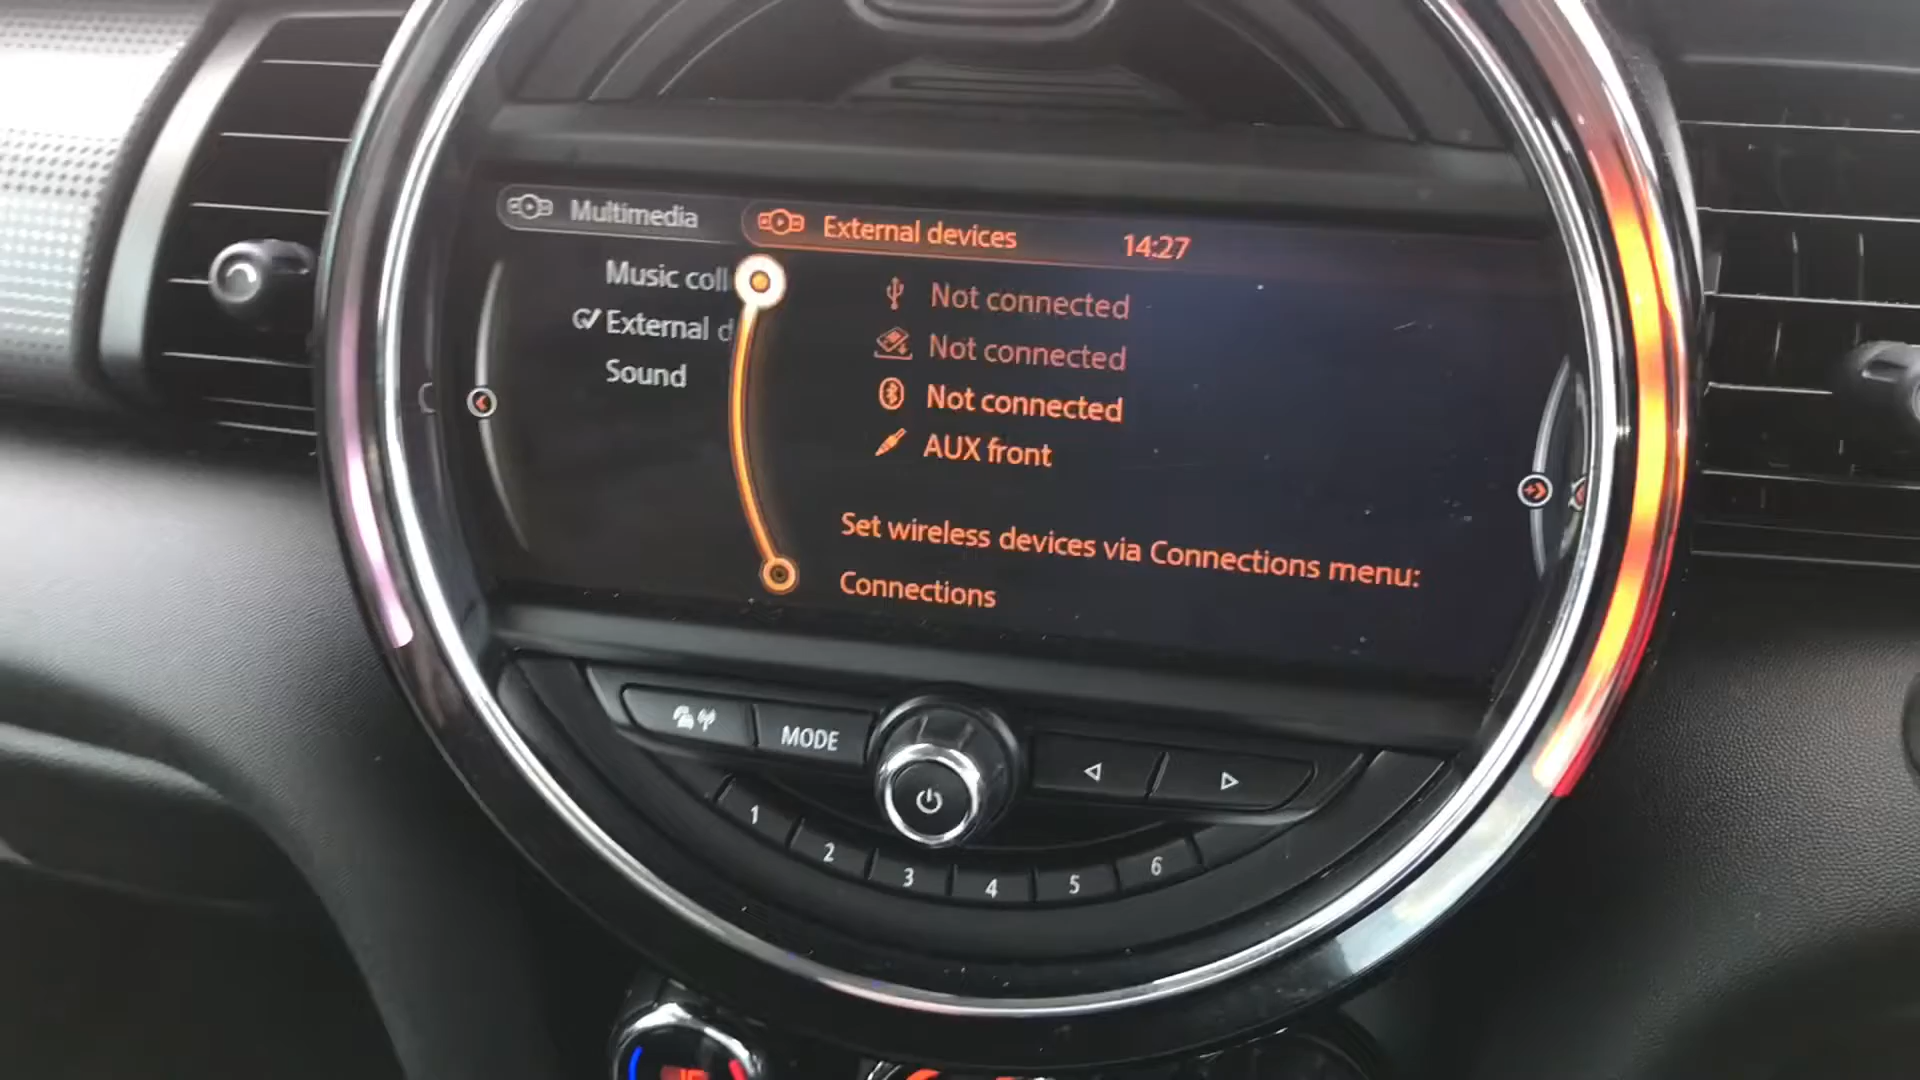 Multimedia
External devices
14:27
Music coll
External d
Sound
Not connected
Not connected
Not connected
AUX front
Set wireless devices via Connections menu:
Connections
MODE
1
2
3
4
5
6